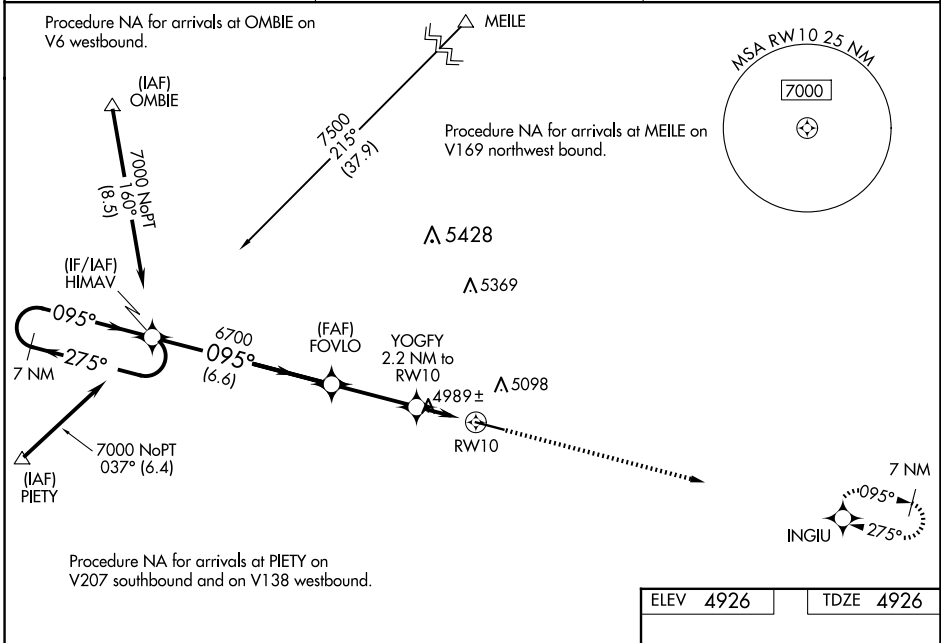 Procedure NA for arrivals at OMBIE on
V6 westbound.
MEILE
MSA RW10 25 NM
7000
(IAF)
OMBIE
7500
215°
(37.9)
Procedure NA for arrivals at MEILE on
V169 northwest bound.
7000 NoPT
160°
(8.5)
5428
5369
(IF/IAF)
HIMAV
095°
275°
7 NM
6700
095°
(6.6)
(FAF)
FOVLO
YOGFY
2.2 NM to
RW10
4989±
5098
RW10
7000 NoPT
037° (6.4)
(IAF)
PIETY
7 NM
095°
275°
INGIU
Procedure NA for arrivals at PIETY on
V207 southbound and on V138 westbound.
ELEV 4926
TDZE 4926